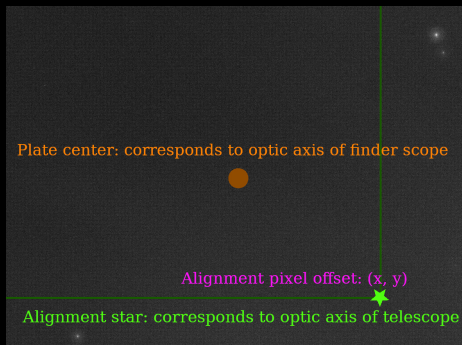 Plate center: corresponds to optic axis of finder scope
Alignment pixel offset: (x, y)
Alignment star: corresponds to optic axis of telescope